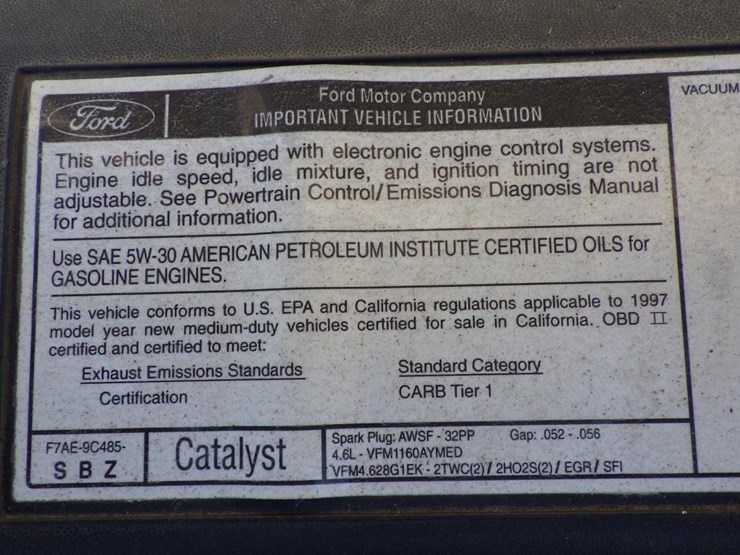 Ford
Ford Motor Company
IMPORTANT VEHICLE INFORMATION
VACUUM
This vehicle is equipped with electronic engine control systems.
Engine idle speed, idle mixture, and ignition timing are not
adjustable. See Powertrain Control/Emissions Diagnosis Manual
for additional information.
Use SAE 5W-30 AMERICAN PETROLEUM INSTITUTE CERTIFIED OILS for
GASOLINE ENGINES.
This vehicle conforms to U.S. EPA and California regulations applicable to 1997
model year new medium-duty vehicles certified for sale in California. OBD II
certified and certified to meet:
Exhaust Emissions Standards Standard Category
Certification CARB Tier 1
F7AE-9C485-
SBZ
Catalyst
Spark Plug: AWSF - 32PP Gap: .052 - .056
4.6L - VFM1160AYMED
VFM4.628G1EK - 2TWC(2) / 2HO2S(2) / EGR / SFI